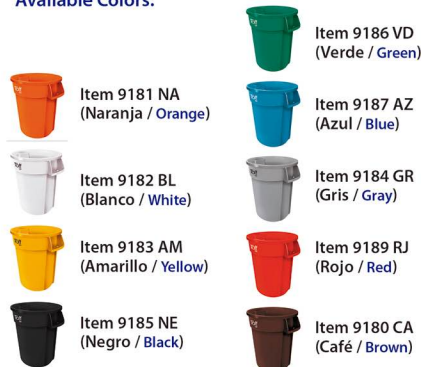 Available Colors:
Item 9181 NA
(Naranja / Orange)
Item 9182 BL
(Blanco / White)
Item 9183 AM
(Amarillo / Yellow)
Item 9185 NE
(Negro / Black)
Item 9186 VD
(Verde / Green)
Item 9187 AZ
(Azul / Blue)
Item 9184 GR
(Gris / Gray)
Item 9189 RJ
(Rojo / Red)
Item 9180 CA
(Café / Brown)